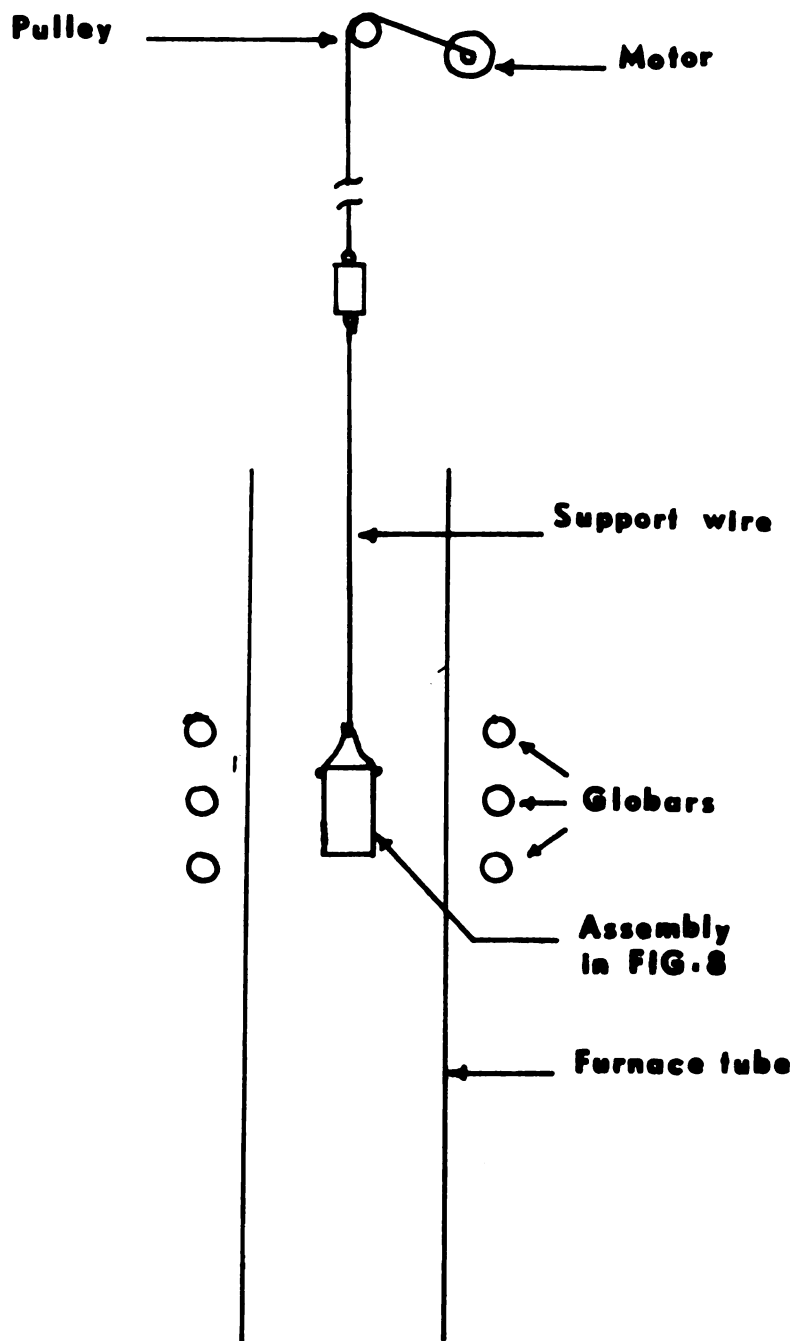 Pulley
Motor
Support wire
Globars
Assembly
in FIG.8
Furnace tube